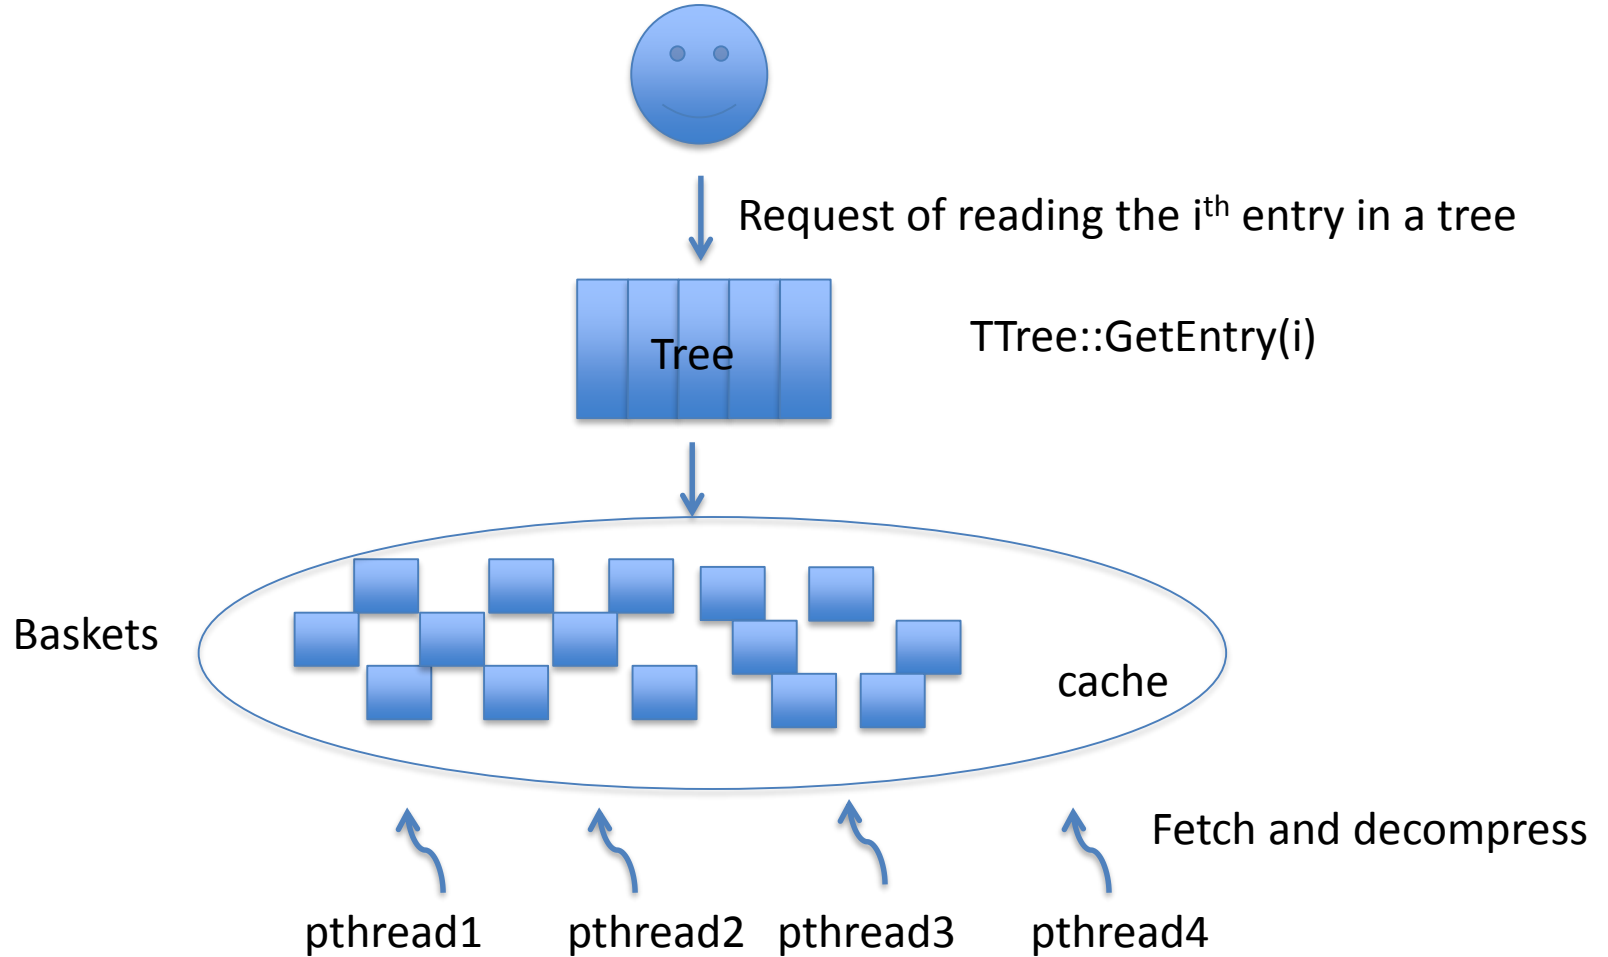 Request of reading the iᵗʰ entry in a tree
TTree::GetEntry(i)
Tree
Baskets
cache
Fetch and decompress
pthread1 pthread2 pthread3 pthread4